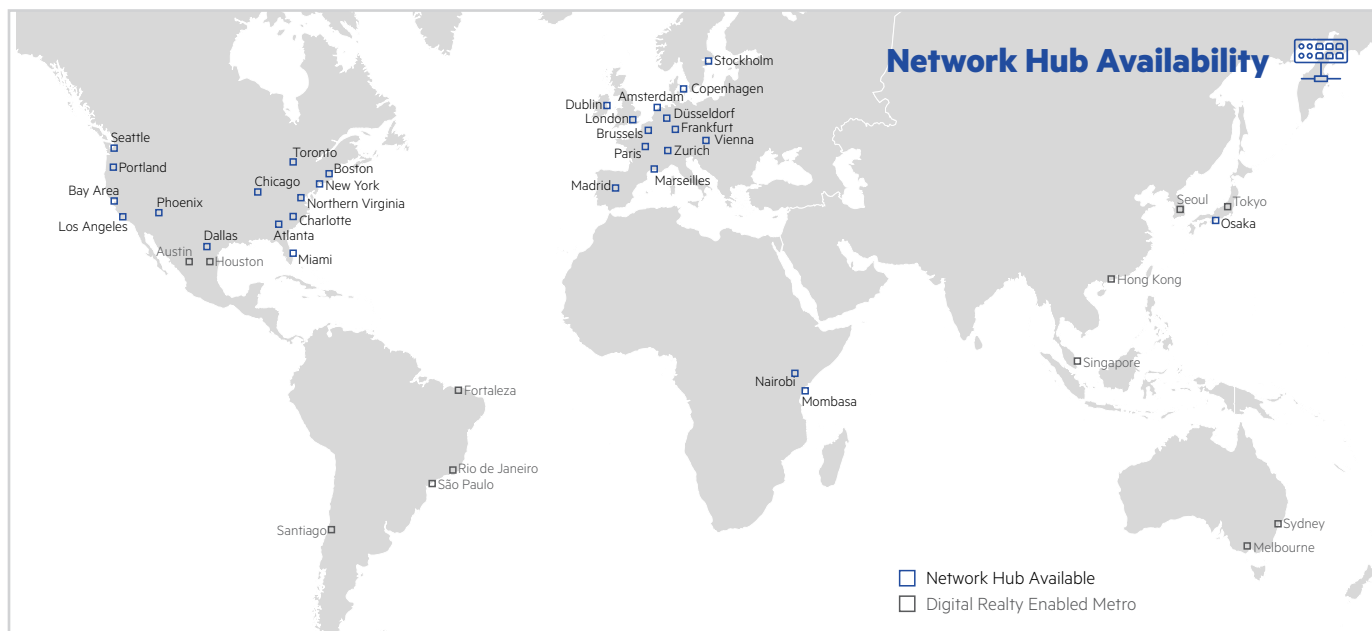 Network Hub Availability
Stockholm
Copenhagen
Amsterdam
Dublin
Düsseldorf
London
Frankfurt
Brussels
Vienna
Paris
Zurich
Marseilles
Madrid
Seattle
Portland
Toronto
Boston
Chicago
New York
Bay Area
Phoenix
Northern Virginia
Los Angeles
Charlotte
Dallas
Atlanta
Austin
Houston
Miami
Seoul
Tokyo
Osaka
Hong Kong
Singapore
Nairobi
Mombasa
Fortaleza
Rio de Janeiro
São Paulo
Santiago
Sydney
Melbourne
Network Hub Available
Digital Realty Enabled Metro